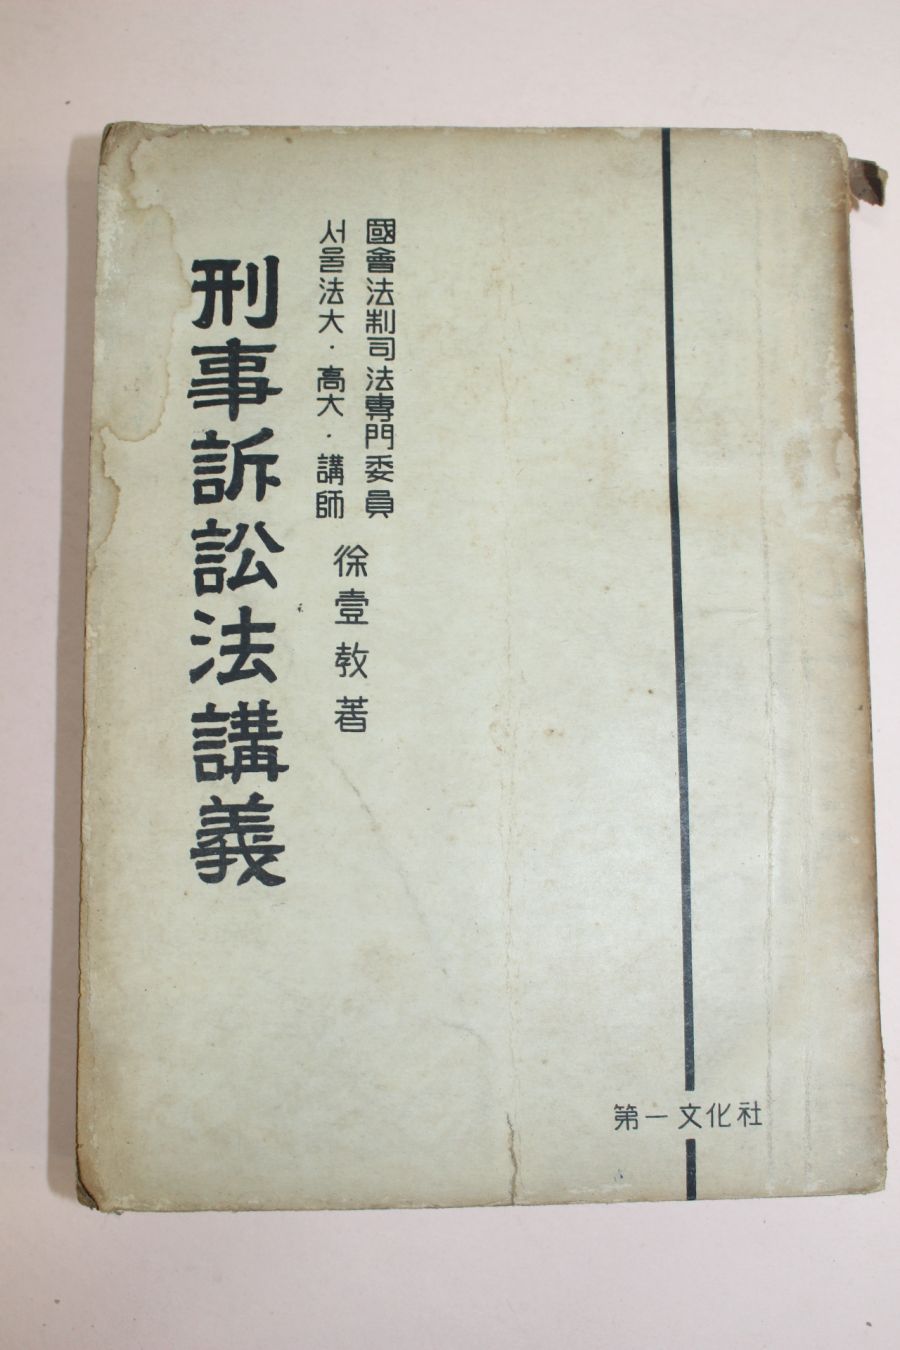 國會法制司法專門委員
서울法大・高大・講師
徐壹敎 著
刑事訴訟法講義
第一文化社